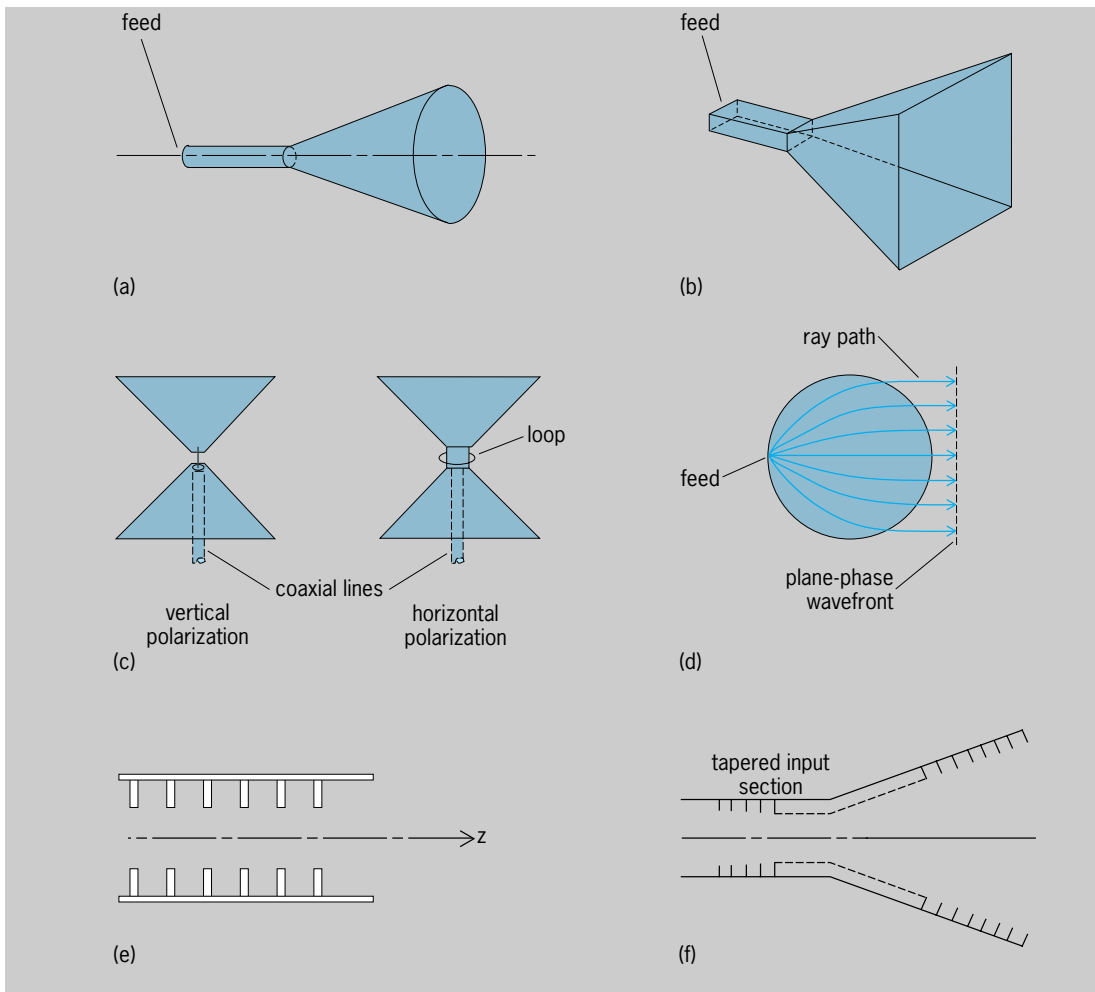 feed
feed
(a)
(b)
ray path
loop
feed
coaxial lines
plane-phase
wavefront
vertical
polarization
horizontal
polarization
(c)
(d)
tapered input
section
z
(e)
(f)